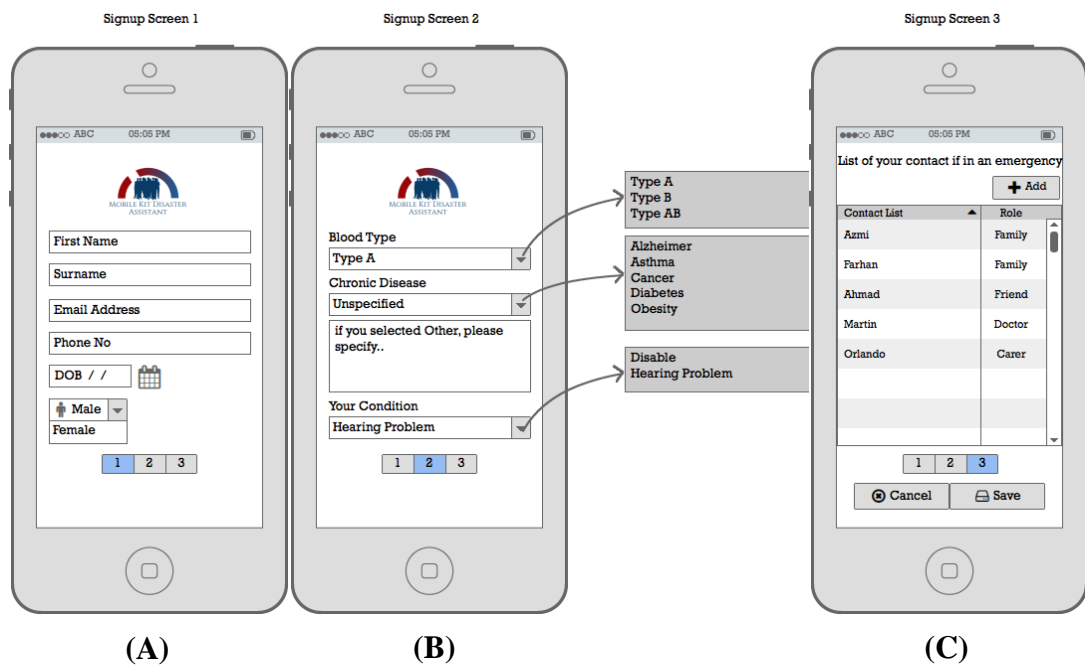 Signup Screen 1
ABC 05:05 PM
MOBILE KIT DISASTER
ASSISTANT
First Name
Surname
Email Address
Phone No
DOB / /
Male
Female
1 2 3
(A)
Signup Screen 2
ABC 05:05 PM
MOBILE KIT DISASTER
ASSISTANT
Blood Type
Type A
Chronic Disease
Unspecified
if you selected Other, please
specify..
Your Condition
Hearing Problem
1 2 3
(B)
Type A
Type B
Type AB
Alzheimer
Asthma
Cancer
Diabetes
Obesity
Disable
Hearing Problem
Signup Screen 3
ABC 05:05 PM
List of your contact if in an emergency
Add
Contact List Role
Azmi Family
Farhan Family
Ahmad Friend
Martin Doctor
Orlando Carer
1 2 3
Cancel Save
(C)